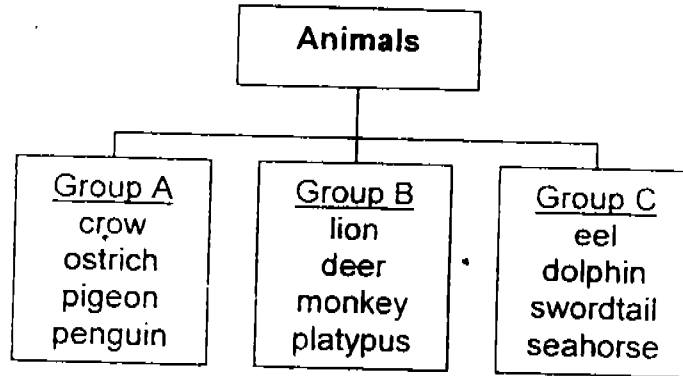 Animals
Group A
crow
ostrich
pigeon
penguin
Group B
lion
deer
monkey
platypus
Group C
eel
dolphin
swordtail
seahorse